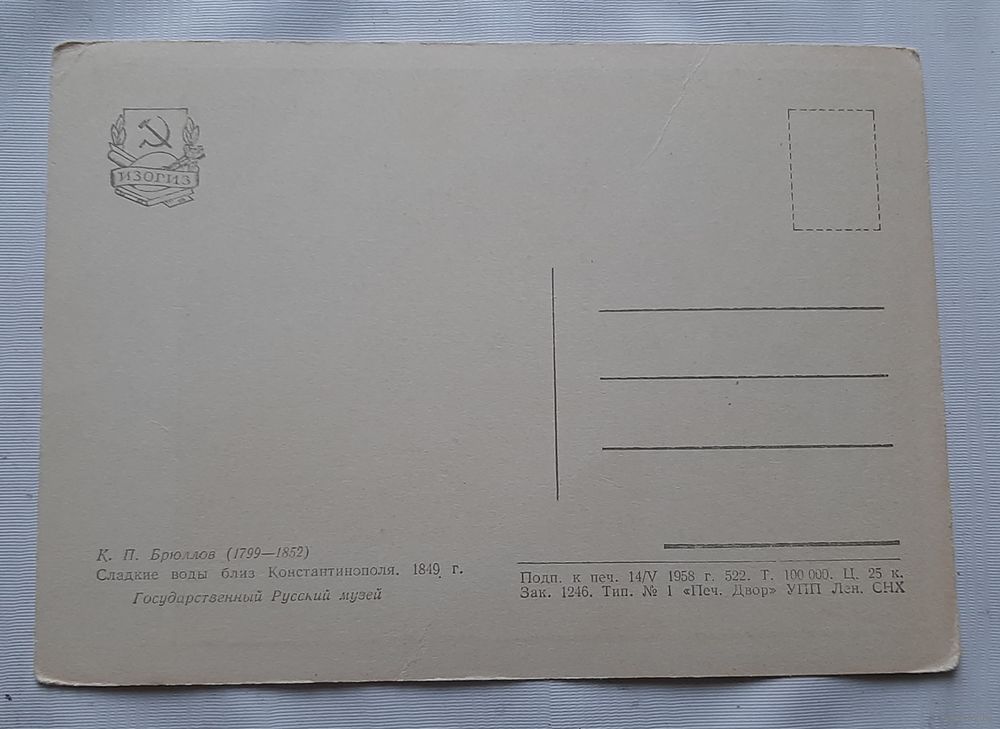 ИЗОГИЗ
К. П. Брюллов (1799—1852)
Сладкие воды близ Константинополя. 1849 г.
Государственный Русский музей
Подп. к печ. 14/V 1958 г. 522. Т. 100 000. Ц. 25 к.
Зак. 1246. Тип. № 1 «Печ. Двор» УПП Лен. СНХ